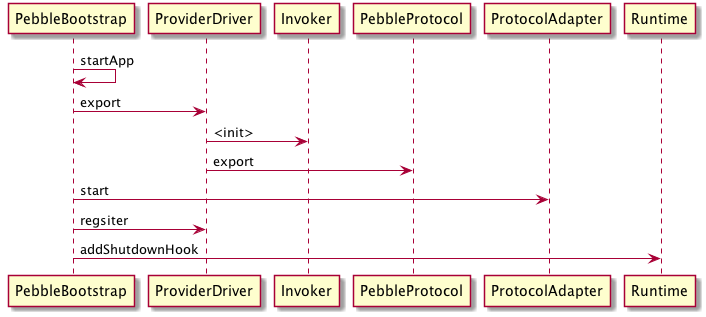 PebbleBootstrap ProviderDriver Invoker PebbleProtocol ProtocolAdapter Runtime
startApp
export
<init>
export
start
regsiter
addShutdownHook
PebbleBootstrap ProviderDriver Invoker PebbleProtocol ProtocolAdapter Runtime